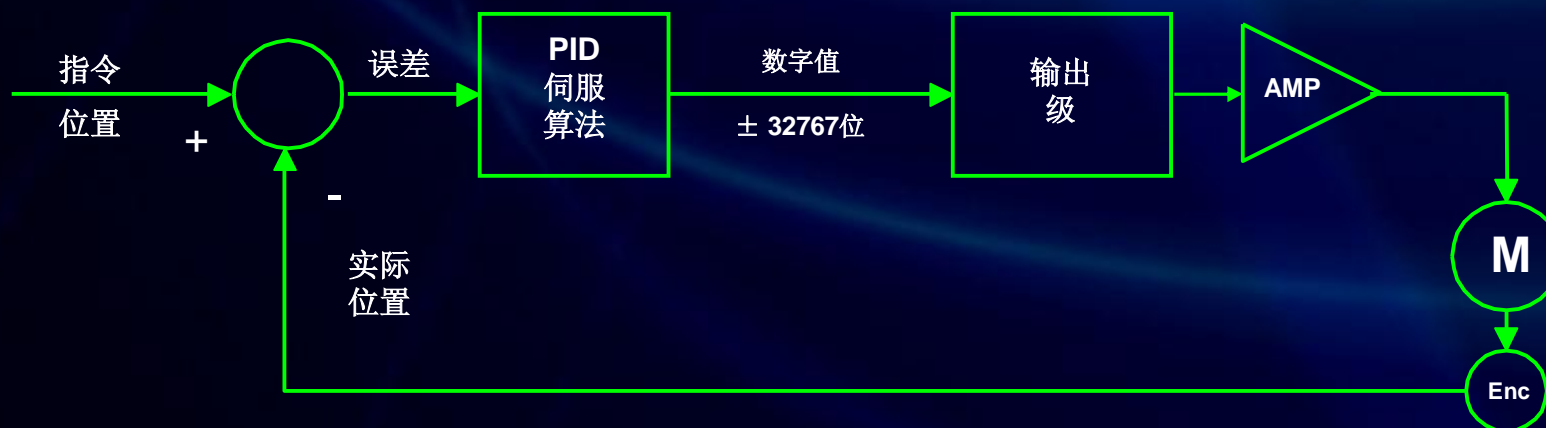 指令
位置
+
-
误差
PID
伺服
算法
数字值
± 32767位
输出
级
AMP
M
Enc
实际
位置